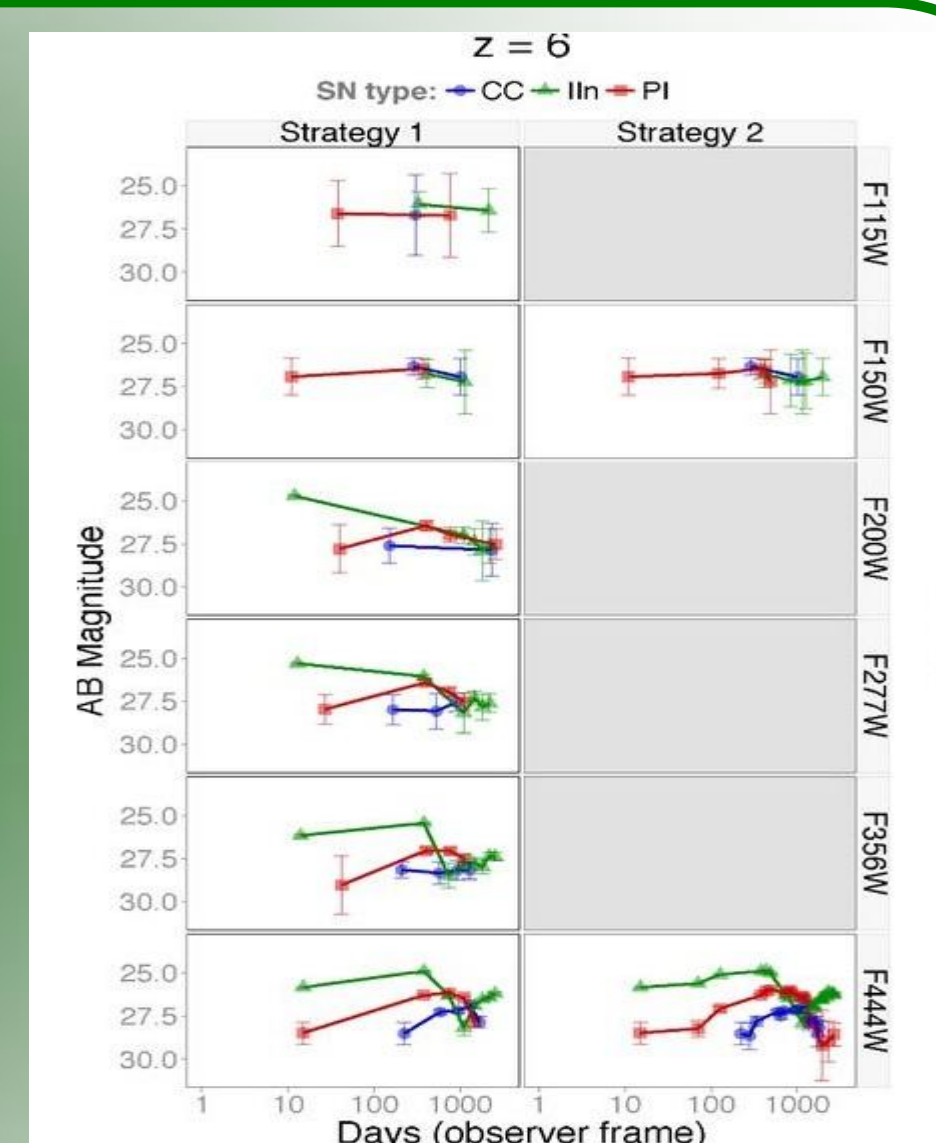 z = 6
SN type: CC IIn PI
Strategy 1 Strategy 2
25.0
27.5
30.0
F115W
25.0
27.5
30.0
F150W
25.0
27.5
30.0
F200W
25.0
27.5
30.0
F277W
25.0
27.5
30.0
F356W
25.0
27.5
30.0
F444W
AB Magnitude
1 10 100 1000 1 10 100 1000
Days (observer frame)